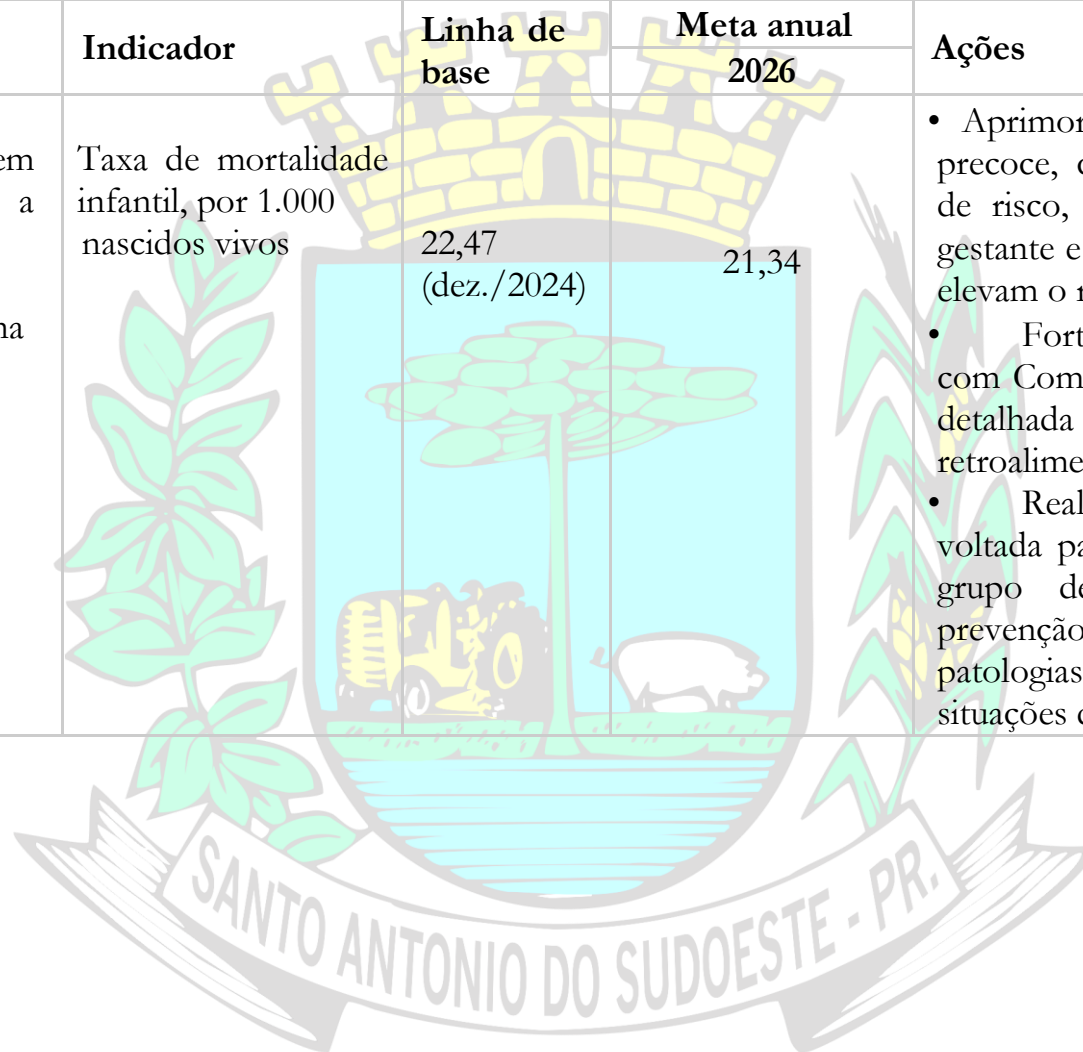 Indicador
Linha de
base
Meta anual
2026
Ações
em
a
na
Taxa de mortalidade
infantil, por 1.000
nascidos vivos
22,47
(dez./2024)
21,34
• Aprimor
precoce,
de risco,
gestante e
elevam o
• Fort
com Com
detalhada
retroalime
• Real
voltada pa
grupo de
prevenção
patologias
situações
SANTO ANTONIO DO SUDOESTE - PR.